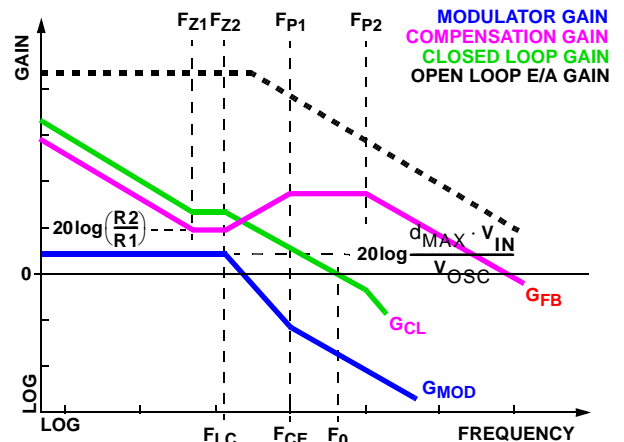 MODULATOR GAIN
COMPENSATION GAIN
CLOSED LOOP GAIN
OPEN LOOP E/A GAIN
FZ1 FZ2 FP1 FP2
GAIN
20log(R2/R1)
20log dMAX · VIN / VOSC
0
GFB
GCL
GMOD
LOG
LOG
FLC FCE F0 FREQUENCY